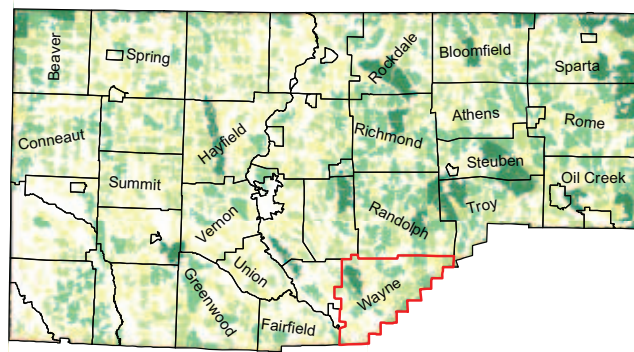 Beaver
Spring
Rockdale
Bloomfield
Sparta
Conneaut
Hayfield
Richmond
Athens
Rome
Summit
Steuben
Oil Creek
Vernon
Randolph
Troy
Union
Greenwood
Wayne
Fairfield